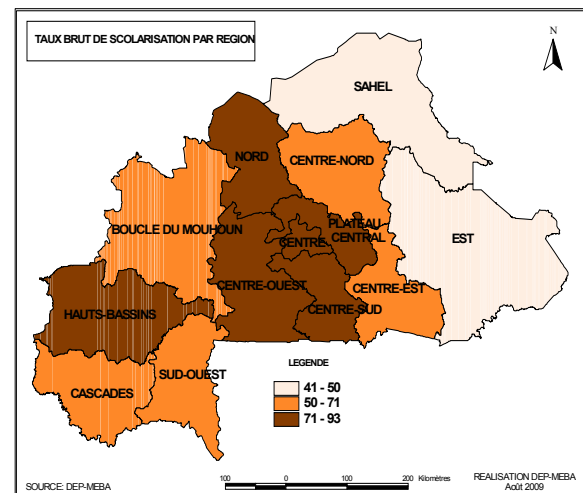 TAUX BRUT DE SCOLARISATION PAR REGION
N
SAHEL
NORD
CENTRE-NORD
BOUCLE DU MOUHOUN
PLATEAU-
CENTRAL
CENTRE-
EST
CENTRE-OUEST
CENTRE-EST
HAUTS-BASSINS
CENTRE-SUD
SUD-OUEST
CASCADES
LEGENDE
41 - 50
50 - 71
71 - 93
100 0 100 200 Kilomètres
SOURCE: DEP-MEBA
REALISATION DEP-MEBA
Août 2009